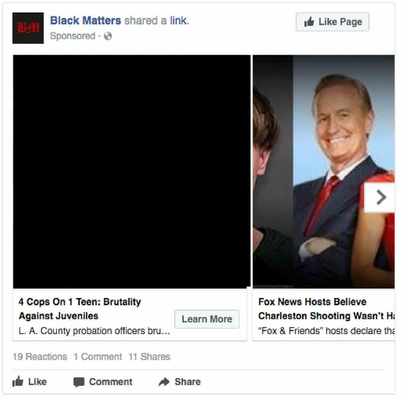 BM
Black Matters shared a link.
Sponsored ·
Like Page
4 Cops On 1 Teen: Brutality
Against Juveniles
L. A. County probation officers bru...
Learn More
Fox News Hosts Believe
Charleston Shooting Wasn't Ha
"Fox & Friends" hosts declare tha
19 Reactions 1 Comment 11 Shares
Like Comment Share